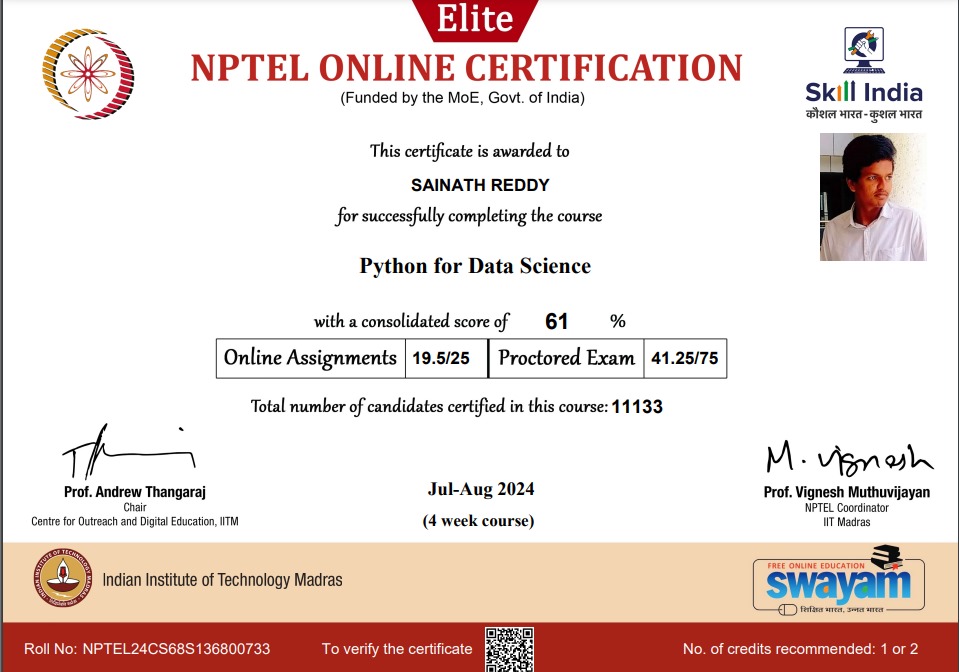 Elite
NPTEL ONLINE CERTIFICATION
(Funded by the MoE, Govt. of India)
Skill India
कौशल भारत-कुशल भारत
This certificate is awarded to
SAINATH REDDY
for successfully completing the course
Python for Data Science
with a consolidated score of 61 %
Online Assignments 19.5/25 Proctored Exam 41.25/75
Total number of candidates certified in this course: 11133
M. Vignesh
Prof. Andrew Thangaraj
Chair
Centre for Outreach and Digital Education, IITM
Jul-Aug 2024
(4 week course)
Prof. Vignesh Muthuvijayan
NPTEL Coordinator
IIT Madras
INDIAN INSTITUTE OF TECHNOLOGY MADRAS
Indian Institute of Technology Madras
FREE ONLINE EDUCATION
swayam
शिक्षित भारत, उन्नत भारत
Roll No: NPTEL24CS68S136800733
To verify the certificate
No. of credits recommended: 1 or 2